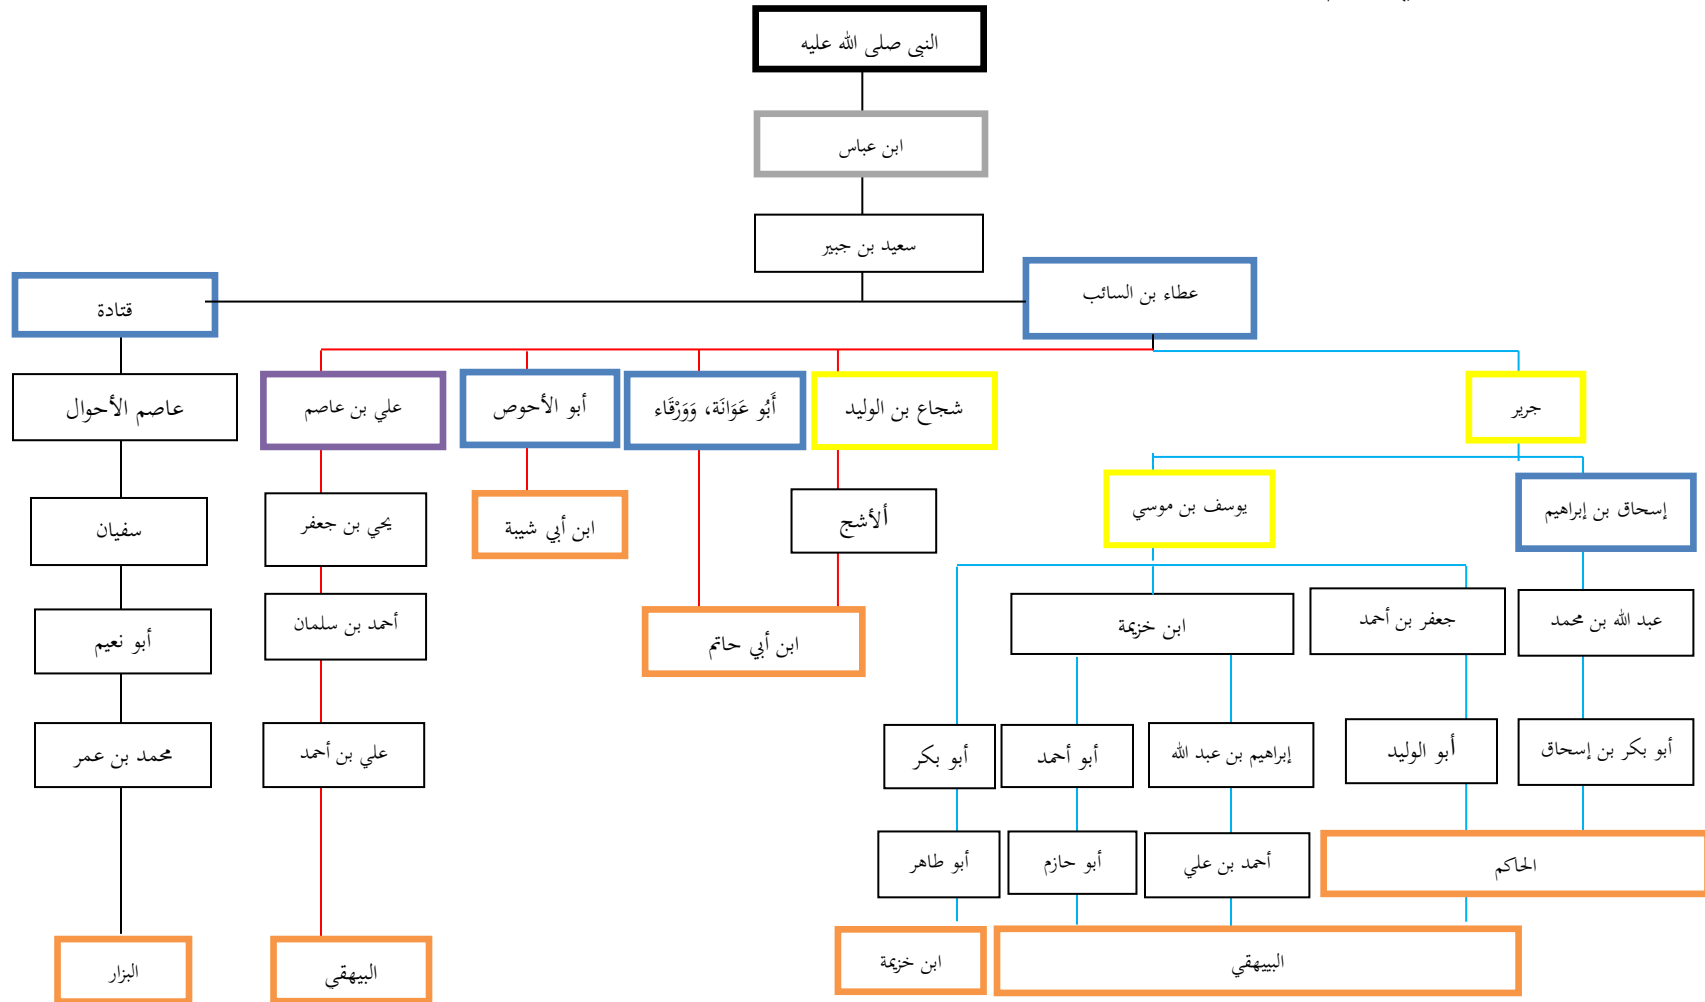 النبى صلى الله عليه
ابن عباس
سعيد بن جبير
عطاء بن السائب
قتادة
جرير
شجاع بن الوليد
أَبُو عَوَانَة، وَوَرْقَاء
أبو الأحوص
علي بن عاصم
عاصم الأحوال
إسحاق بن إبراهيم
يوسف بن موسي
ألأشج
ابن أبي شيبة
يحي بن جعفر
سفيان
عبد الله بن محمد
جعفر بن أحمد
ابن خزيمة
ابن أبي حاتم
أحمد بن سلمان
أبو نعيم
أبو بكر بن إسحاق
أبو الوليد
إبراهيم بن عبد الله
أبو أحمد
أبو بكر
علي بن أحمد
محمد بن عمر
الحاكم
أحمد بن علي
أبو حازم
أبو طاهر
البييهقي
ابن خزيمة
البيهقي
البزار